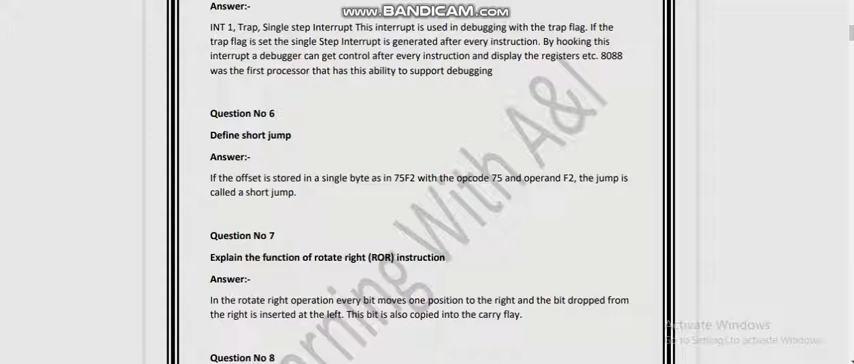 www.BANDICAM.com
Answer:-
INT 1, Trap, Single step Interrupt This interrupt is used in debugging with the trap flag. If the
trap flag is set the single Step Interrupt is generated after every instruction. By hooking this
interrupt a debugger can get control after every instruction and display the registers etc. 8088
was the first processor that has this ability to support debugging
Question No 6
Define short jump
Answer:-
If the offset is stored in a single byte as in 75F2 with the opcode 75 and operand F2, the jump is
called a short jump.
Question No 7
Explain the function of rotate right (ROR) instruction
Answer:-
In the rotate right operation every bit moves one position to the right and the bit dropped from
the right is inserted at the left. This bit is also copied into the carry flay.
Question No 8
rning With A&I
Activate Windows
Go to Settings to activate Windows.